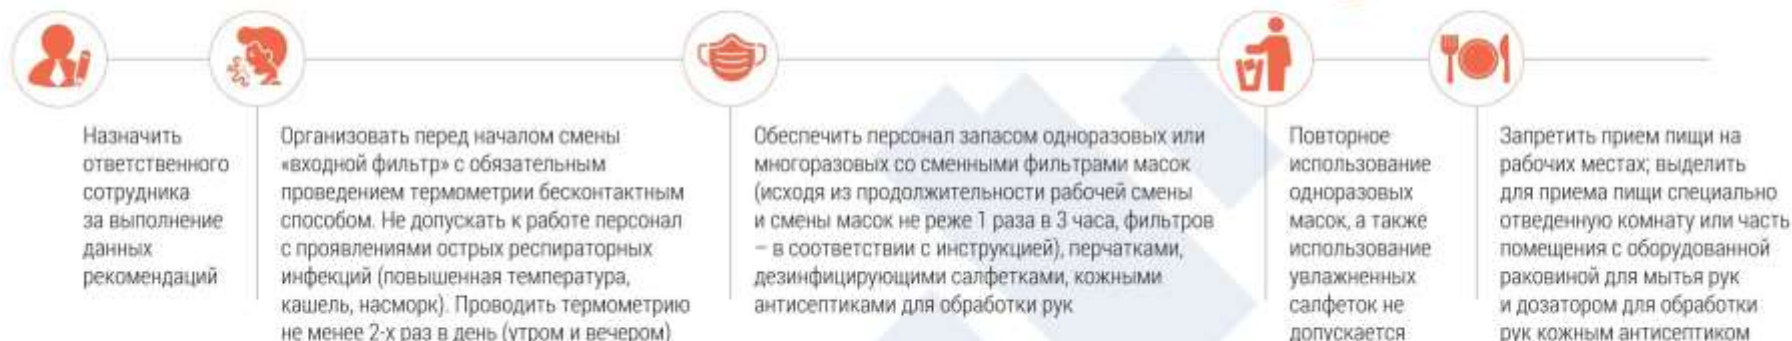 Назначить
ответственного
сотрудника
за выполнение
данных
рекомендаций
Организовать перед началом смены
«входной фильтр» с обязательным
проведением термометрии бесконтактным
способом. Не допускать к работе персонал
с проявлениями острых респираторных
инфекций (повышенная температура,
кашель, насморк). Проводить термометрию
не менее 2-х раз в день (утром и вечером)
Обеспечить персонал запасом одноразовых или
многоразовых со сменными фильтрами масок
(исходя из продолжительности рабочей смены
и смены масок не реже 1 раза в 3 часа, фильтров
– в соответствии с инструкцией), перчатками,
дезинфицирующими салфетками, кожными
антисептиками для обработки рук
Повторное
использование
одноразовых
масок, а также
использование
увлажненных
салфеток не
допускается
Запретить прием пищи на
рабочих местах; выделить
для приема пищи специально
отведенную комнату или часть
помещения с оборудованной
раковиной для мытья рук
и дозатором для обработки
рук кожным антисептиком